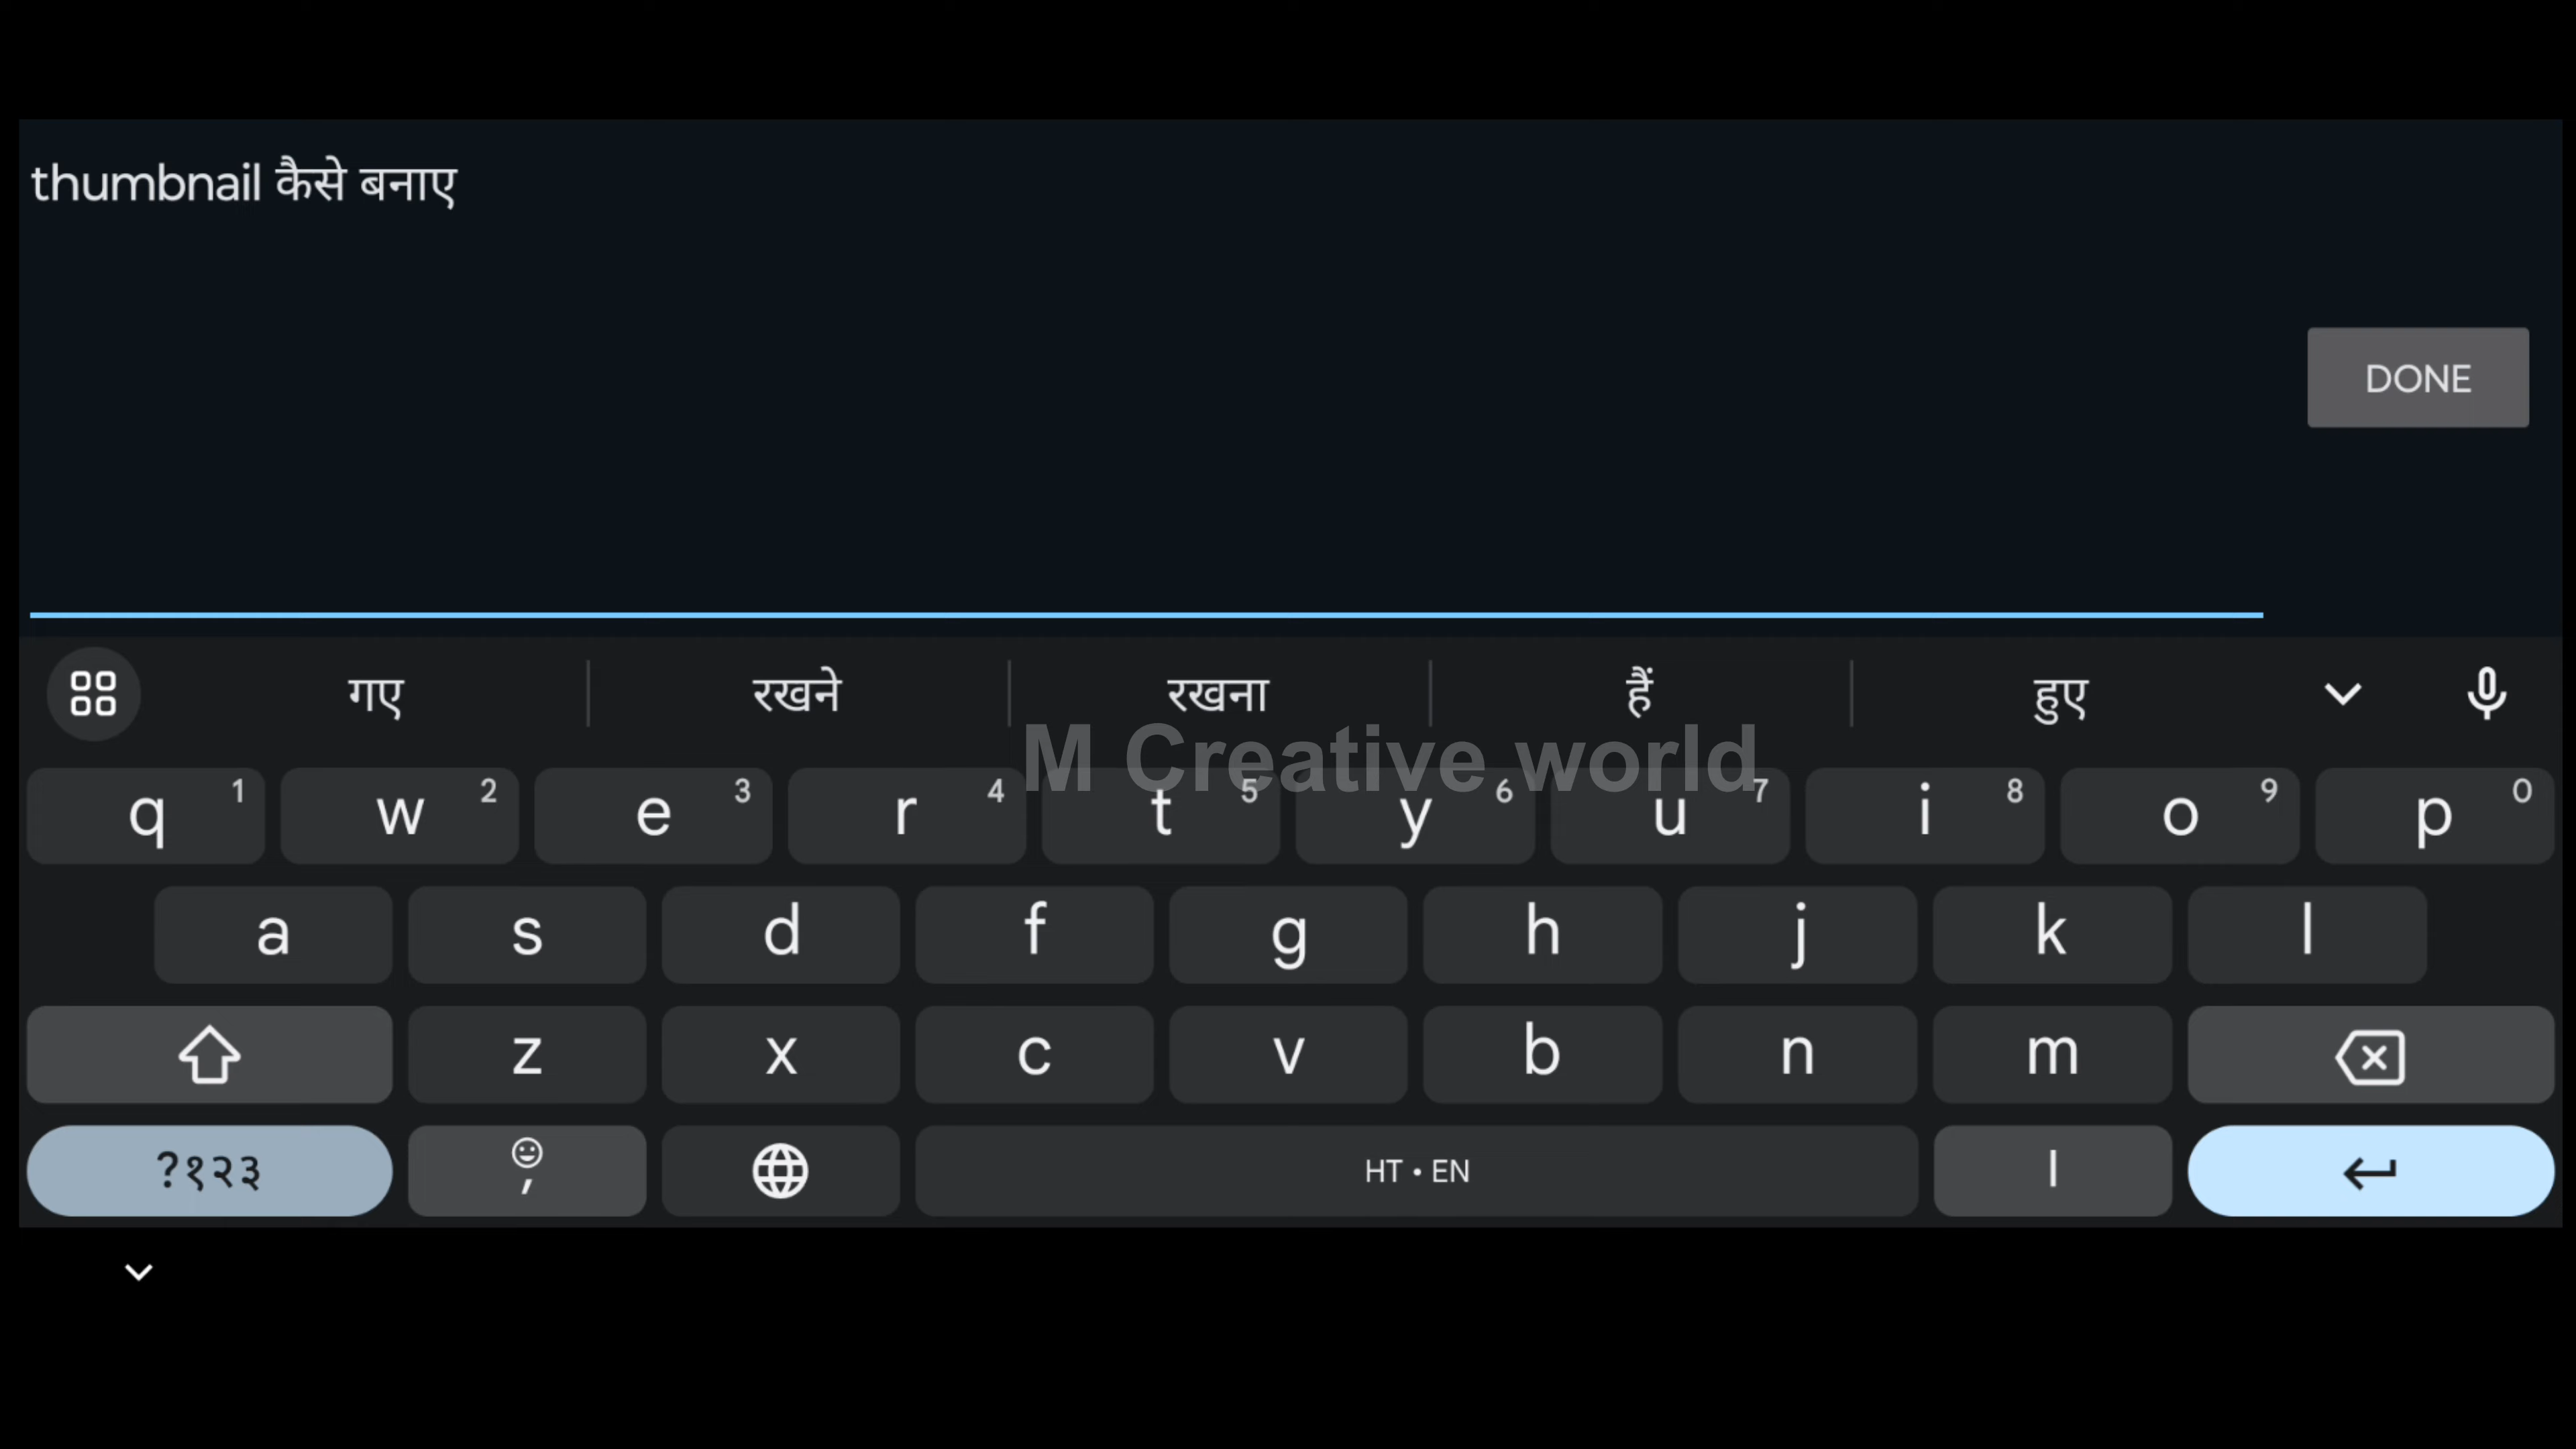 thumbnail कैसे बनाए
DONE
गए रखने रखना हैं हुए
M Creative world
q 1 w 2 e 3 r 4 t 5 y 6 u 7 i 8 o 9 p 0
a s d f g h j k l
z x c v b n m
?१२३ , HT • EN ।